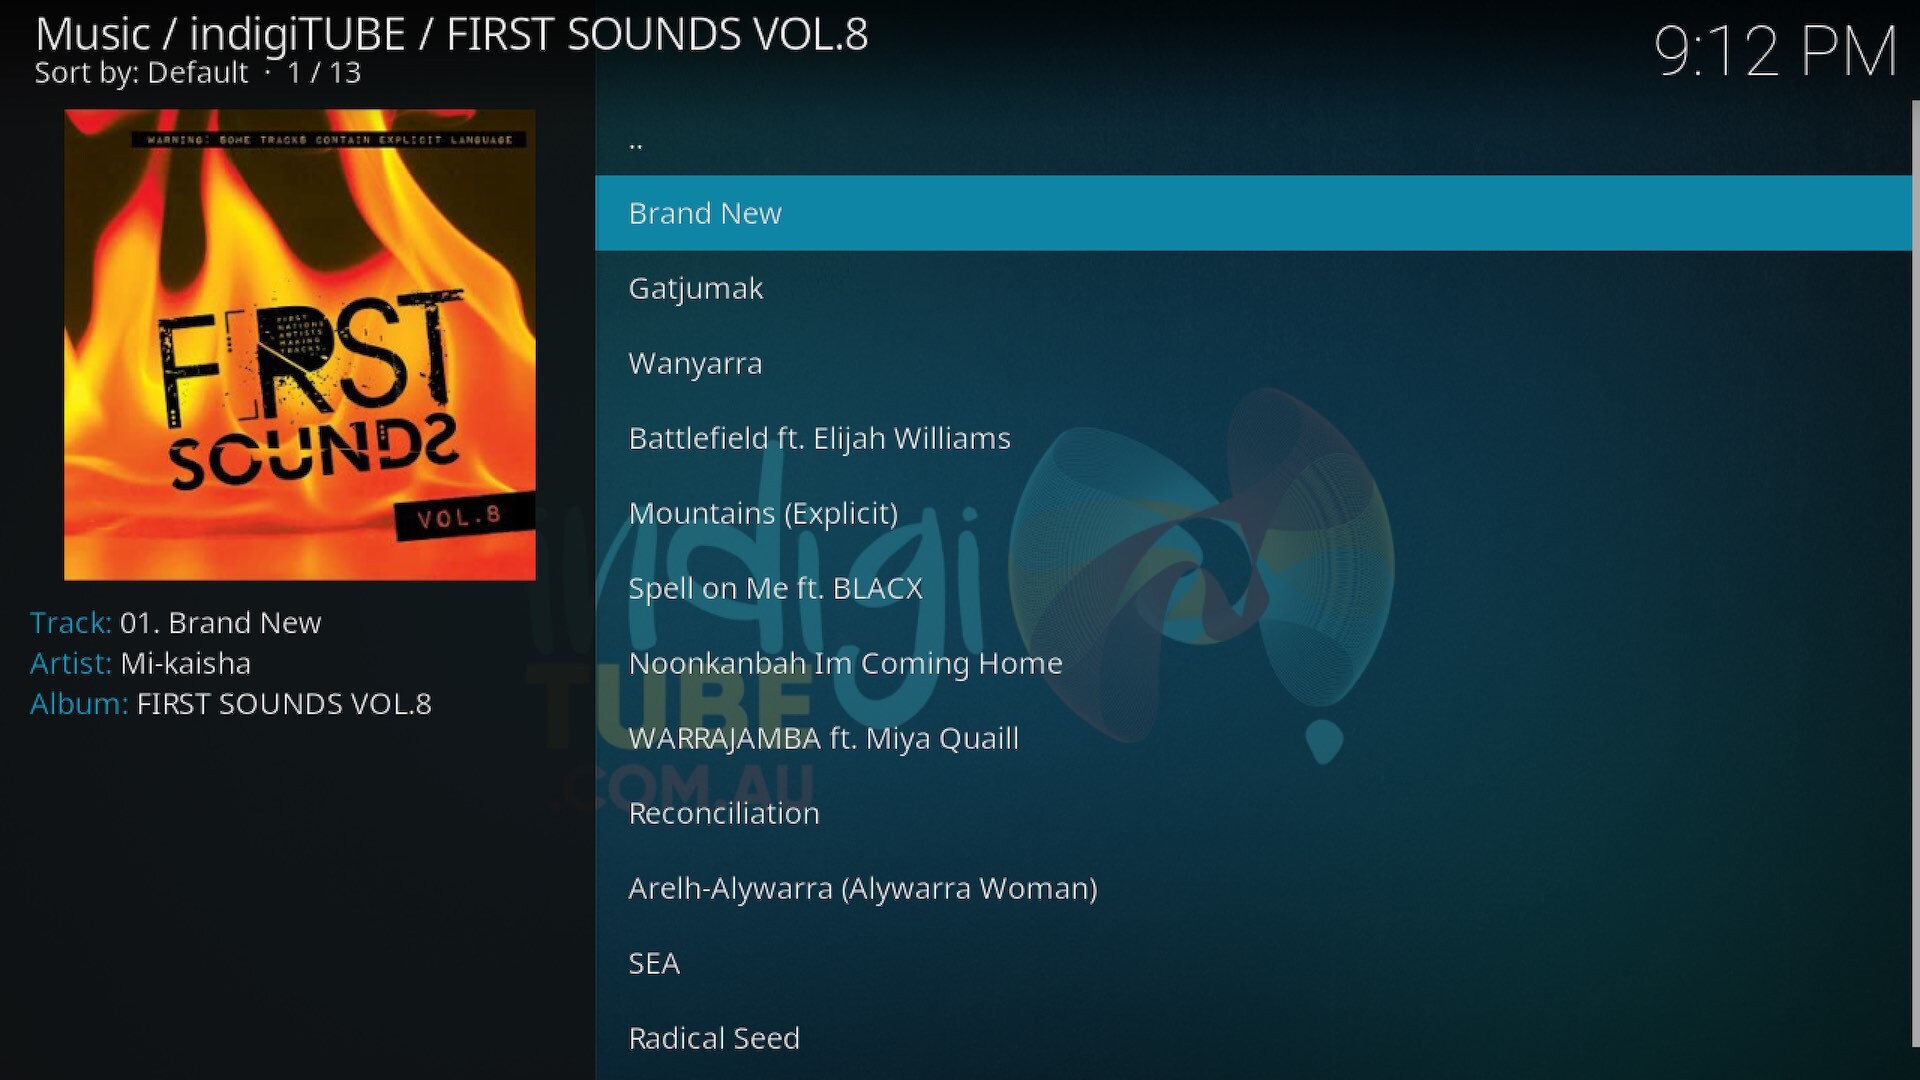 Music / indigiTUBE / FIRST SOUNDS VOL.8
Sort by: Default · 1 / 13
9:12 PM
WARNING: SOME TRACKS CONTAIN EXPLICIT LANGUAGE
FIRST
FIRST
NATIONS
ARTISTS
MAKING
TRACKS
SOUNDS
VOL.8
Track: 01. Brand New
Artist: Mi-kaisha
Album: FIRST SOUNDS VOL.8
..
Brand New
Gatjumak
Wanyarra
Battlefield ft. Elijah Williams
Mountains (Explicit)
Spell on Me ft. BLACX
Noonkanbah Im Coming Home
WARRAJAMBA ft. Miya Quaill
Reconciliation
Arelh-Alywarra (Alywarra Woman)
SEA
Radical Seed
indigi
TUBE
.COM.AU